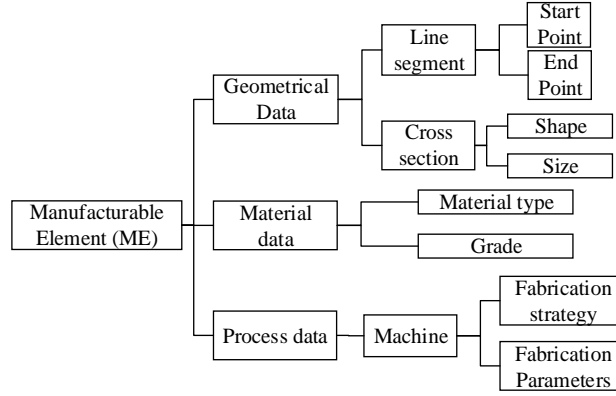 Start
Point
Line
segment
End
Point
Geometrical
Data
Cross
section
Shape
Size
Manufacturable
Element (ME)
Material
data
Material type
Grade
Process data
Machine
Fabrication
strategy
Fabrication
Parameters